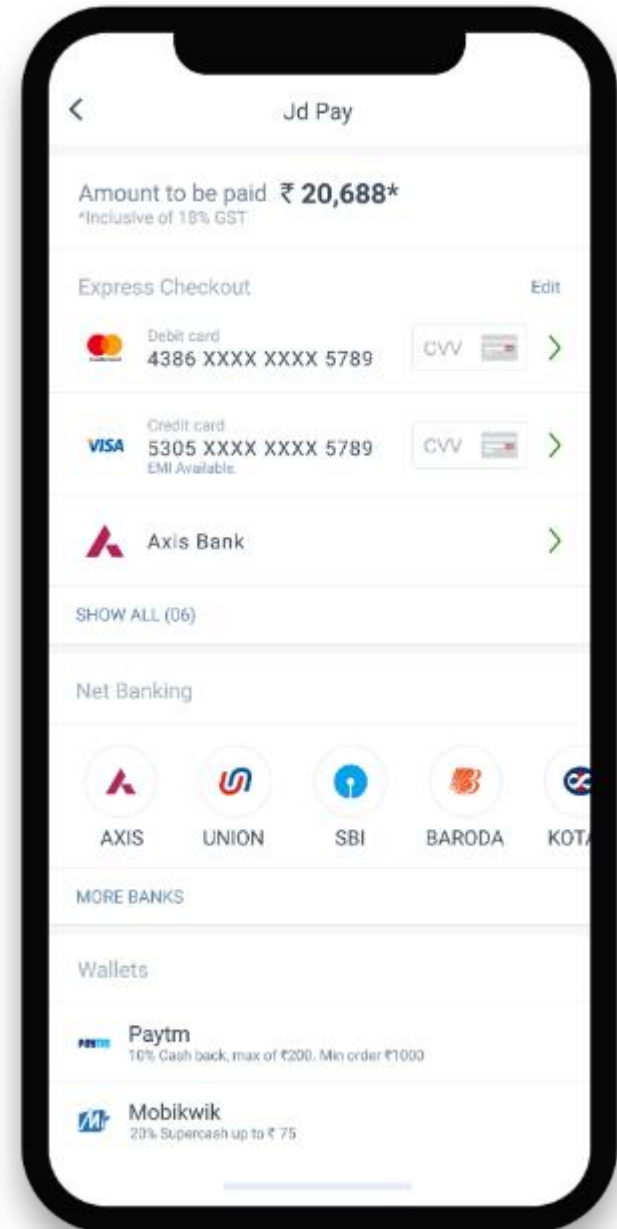 Jd Pay
Amount to be paid ₹ 20,688*
*Inclusive of 18% GST
Express Checkout Edit
Debit card
4386 XXXX XXXX 5789 CVV
VISA
Credit card
5305 XXXX XXXX 5789 CVV
EMI Available
Axis Bank
SHOW ALL (06)
Net Banking
AXIS UNION SBI BARODA KOTA
MORE BANKS
Wallets
Paytm
10% Cash back, max of ₹200. Min order ₹1000
Mobikwik
20% Supercash up to ₹ 75